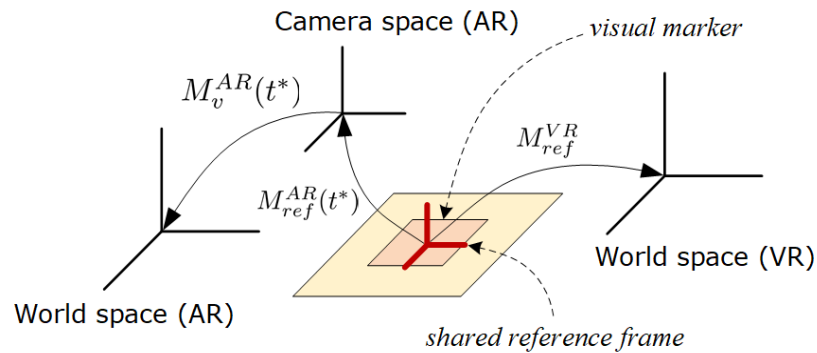 Camera space (AR)
visual marker
M_v^{AR}(t*)
M_{ref}^{VR}
M_{ref}^{AR}(t*)
World space (VR)
World space (AR)
shared reference frame